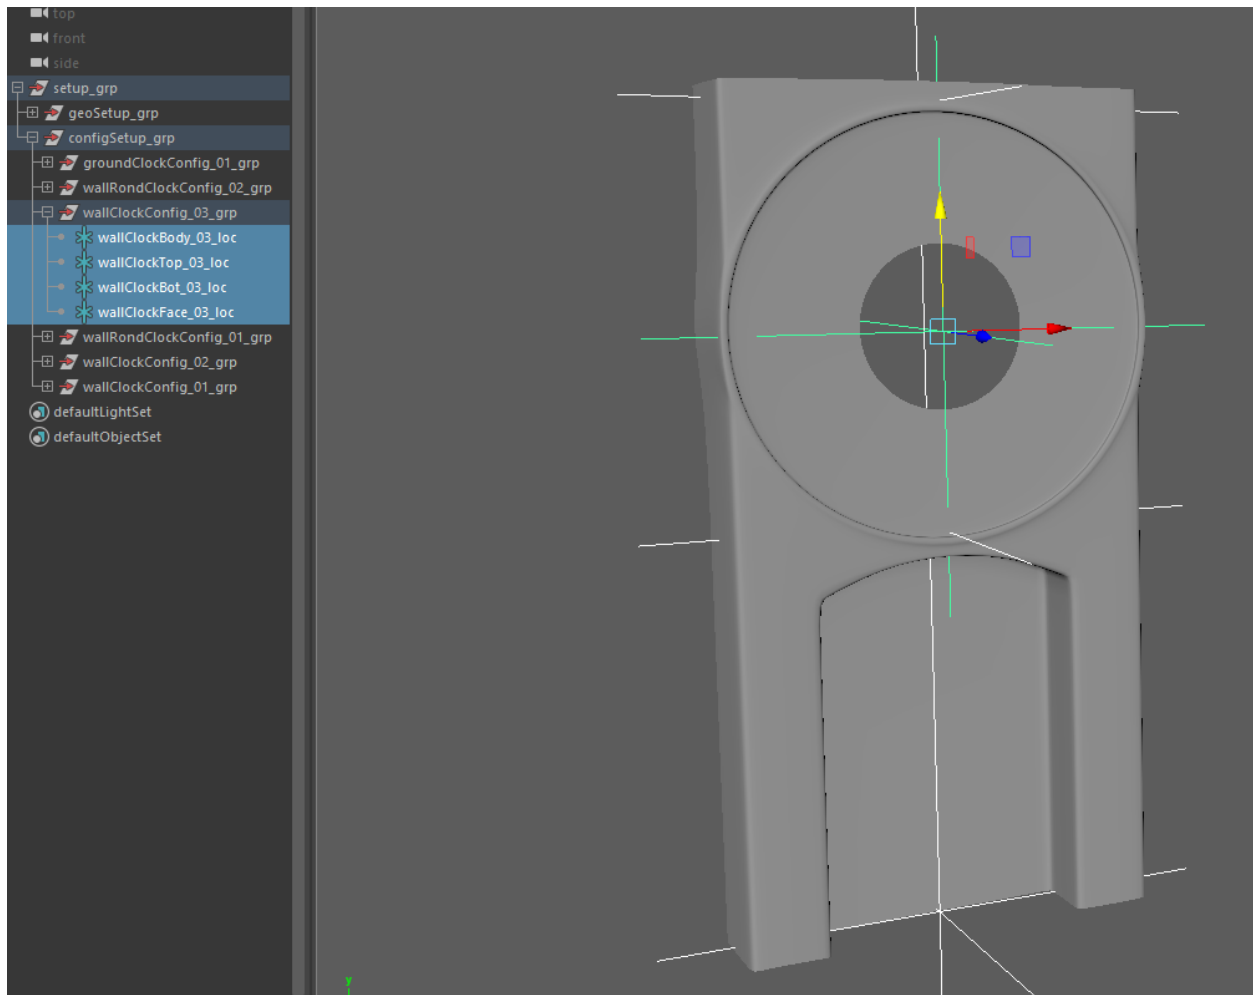 top
front
side
setup_grp
geoSetup_grp
configSetup_grp
groundClockConfig_01_grp
wallRondClockConfig_02_grp
wallClockConfig_03_grp
wallClockBody_03_loc
wallClockTop_03_loc
wallClockBot_03_loc
wallClockFace_03_loc
wallRondClockConfig_01_grp
wallClockConfig_02_grp
wallClockConfig_01_grp
defaultLightSet
defaultObjectSet
y